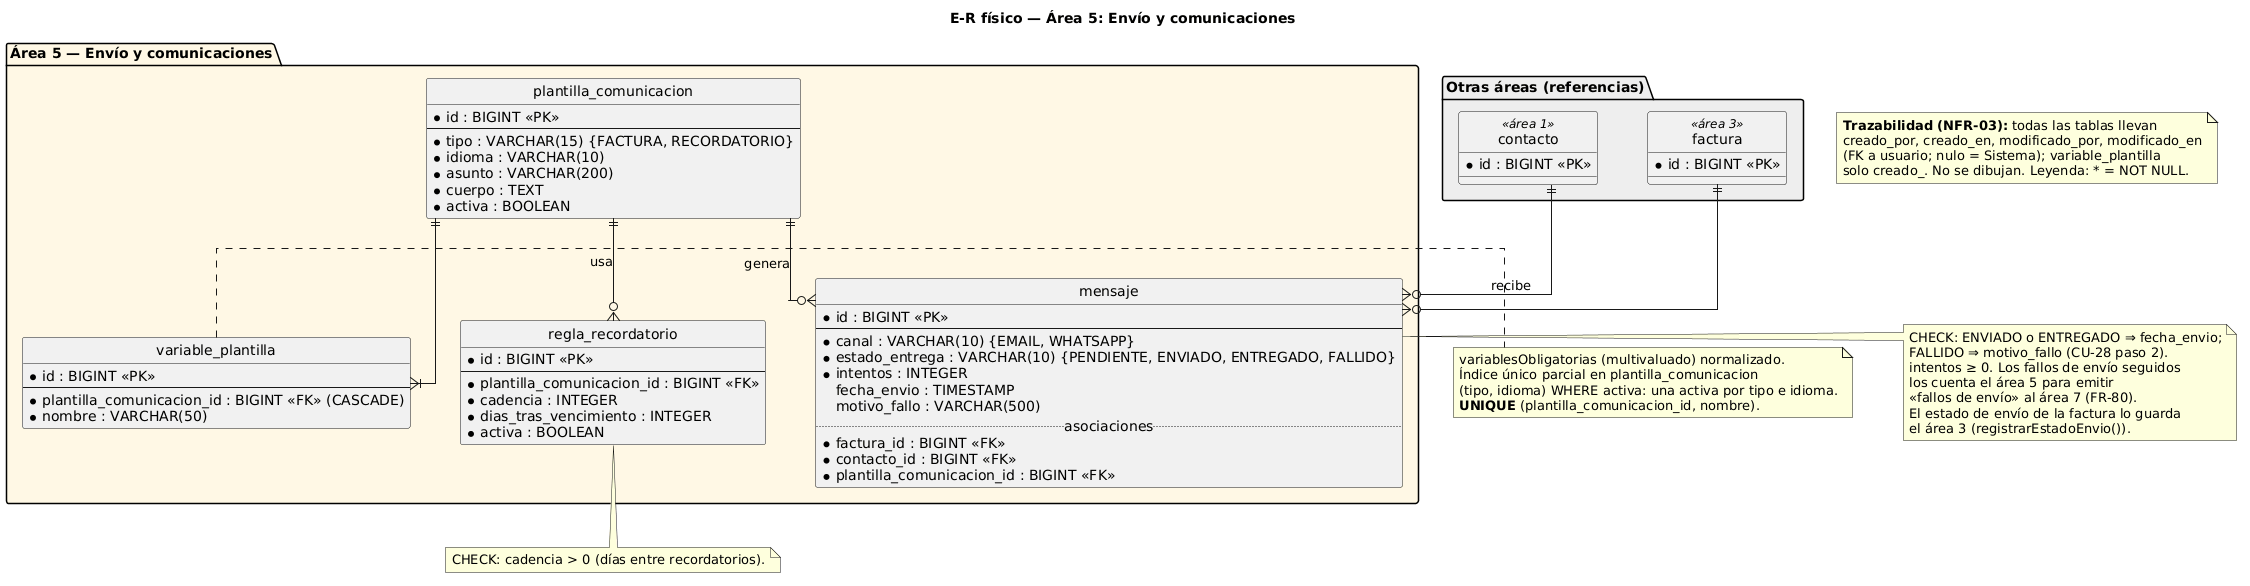 E-R físico — Área 5: Envío y comunicaciones
Área 5 — Envío y comunicaciones
plantilla_comunicacion
id : BIGINT «PK»
tipo : VARCHAR(15) {FACTURA, RECORDATORIO}
idioma : VARCHAR(10)
asunto : VARCHAR(200)
cuerpo : TEXT
activa : BOOLEAN
Otras áreas (referencias)
«área 1»
contacto
id : BIGINT «PK»
«área 3»
factura
id : BIGINT «PK»
Trazabilidad (NFR-03): todas las tablas llevan
creado_por, creado_en, modificado_por, modificado_en
(FK a usuario; nulo = Sistema); variable_plantilla
solo creado_. No se dibujan. Leyenda: * = NOT NULL.
usa
genera
recibe
variable_plantilla
id : BIGINT «PK»
plantilla_comunicacion_id : BIGINT «FK» (CASCADE)
nombre : VARCHAR(50)
regla_recordatorio
id : BIGINT «PK»
plantilla_comunicacion_id : BIGINT «FK»
cadencia : INTEGER
dias_tras_vencimiento : INTEGER
activa : BOOLEAN
mensaje
id : BIGINT «PK»
canal : VARCHAR(10) {EMAIL, WHATSAPP}
estado_entrega : VARCHAR(10) {PENDIENTE, ENVIADO, ENTREGADO, FALLIDO}
intentos : INTEGER
fecha_envio : TIMESTAMP
motivo_fallo : VARCHAR(500)
asociaciones
factura_id : BIGINT «FK»
contacto_id : BIGINT «FK»
plantilla_comunicacion_id : BIGINT «FK»
variablesObligatorias (multivaluado) normalizado.
Índice único parcial en plantilla_comunicacion
(tipo, idioma) WHERE activa: una activa por tipo e idioma.
UNIQUE (plantilla_comunicacion_id, nombre).
CHECK: ENVIADO o ENTREGADO ⇒ fecha_envio;
FALLIDO ⇒ motivo_fallo (CU-28 paso 2).
intentos ≥ 0. Los fallos de envío seguidos
los cuenta el área 5 para emitir
«fallos de envío» al área 7 (FR-80).
El estado de envío de la factura lo guarda
el área 3 (registrarEstadoEnvio()).
CHECK: cadencia > 0 (días entre recordatorios).